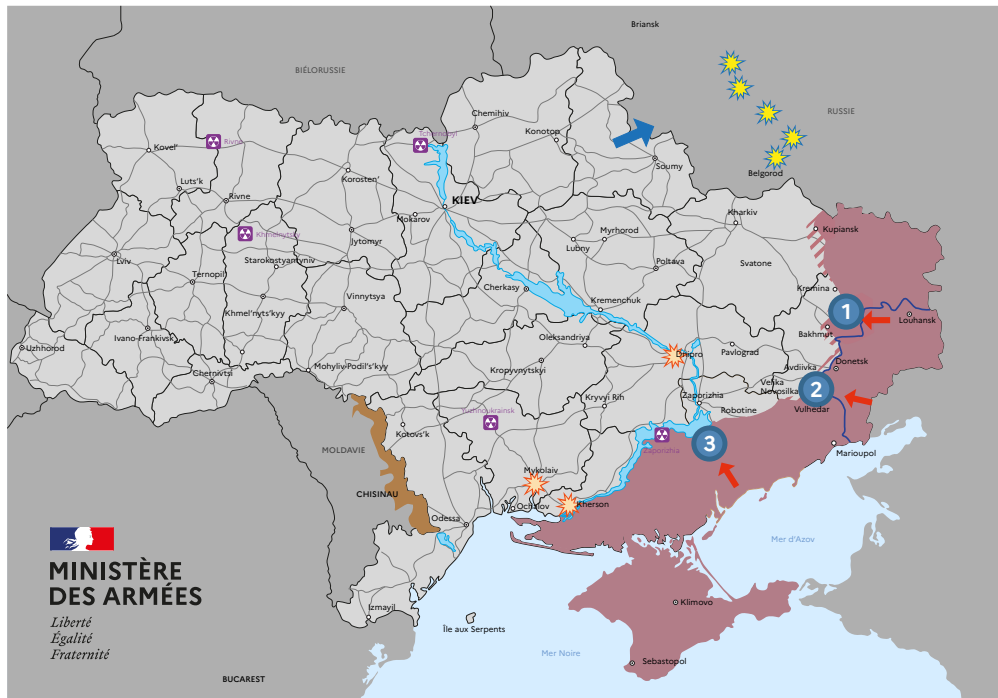 Briansk
BIÉLORUSSIE
RUSSIE
Chemihiv
Tchernobyl
Konotop
Rivne
Kovel'
Soumy
Belgorod
Luts'k
Korosten'
Rivne
KIEV
Mokarov
Kharkiv
Khmelnytsky
Myrhorod
Kupiansk
Jytomyr
Lubny
Lviv
Starokostyantyniv
Poltava
Svatone
Ternopil
Cherkasy
Kremina
Vinnytsya
Kremenchuk
Khmel'nyts'kyy
1
Louhansk
Ivano-Frankivsk
Oleksandriya
Bakhmut
Uzhhorod
Dnipro
Pavlograd
Donetsk
Mohyliv-Podil's'kyy
Kropyvnytskyi
Avdiivka
Chernivtsi
Velika
Novosilka
2
Kryvyi Rih
Zaporizhia
Vulhedar
Yuzhnoukrainsk
Robotine
Kotovs'k
3
MOLDAVIE
Zaporizhia
Marioupol
Mykolaiv
CHISINAU
Ochakov
Kherson
Odessa
Mer d'Azov
MINISTÈRE
DES ARMÉES
Liberté
Égalité
Fraternité
Izmayil
Klimovo
Île aux Serpents
Mer Noire
Sebastopol
BUCAREST